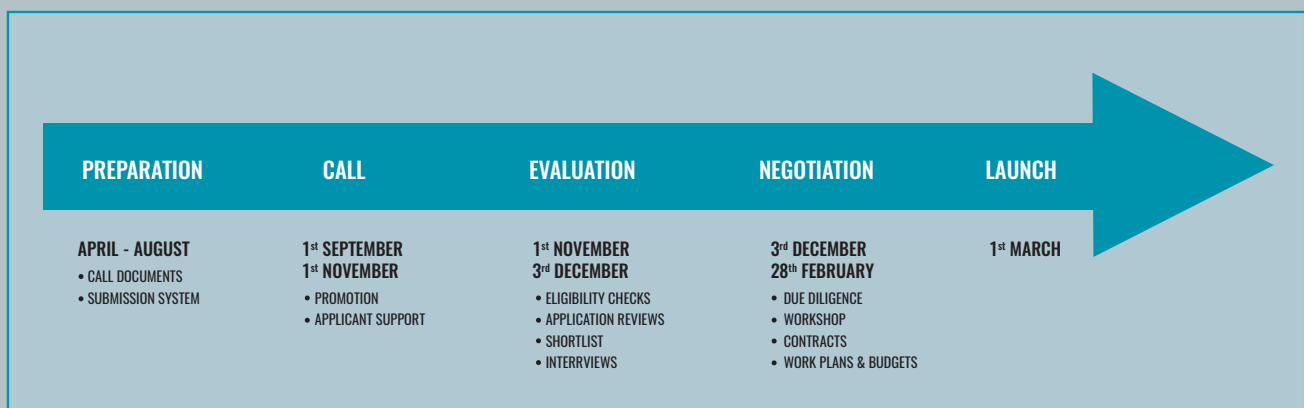 PREPARATION
CALL
EVALUATION
NEGOTIATION
LAUNCH
APRIL - AUGUST
• CALL DOCUMENTS
• SUBMISSION SYSTEM
1st SEPTEMBER
1st NOVEMBER
• PROMOTION
• APPLICANT SUPPORT
1st NOVEMBER
3rd DECEMBER
• ELIGIBILITY CHECKS
• APPLICATION REVIEWS
• SHORTLIST
• INTERRVIEWS
3rd DECEMBER
28th FEBRUARY
• DUE DILIGENCE
• WORKSHOP
• CONTRACTS
• WORK PLANS & BUDGETS
1st MARCH